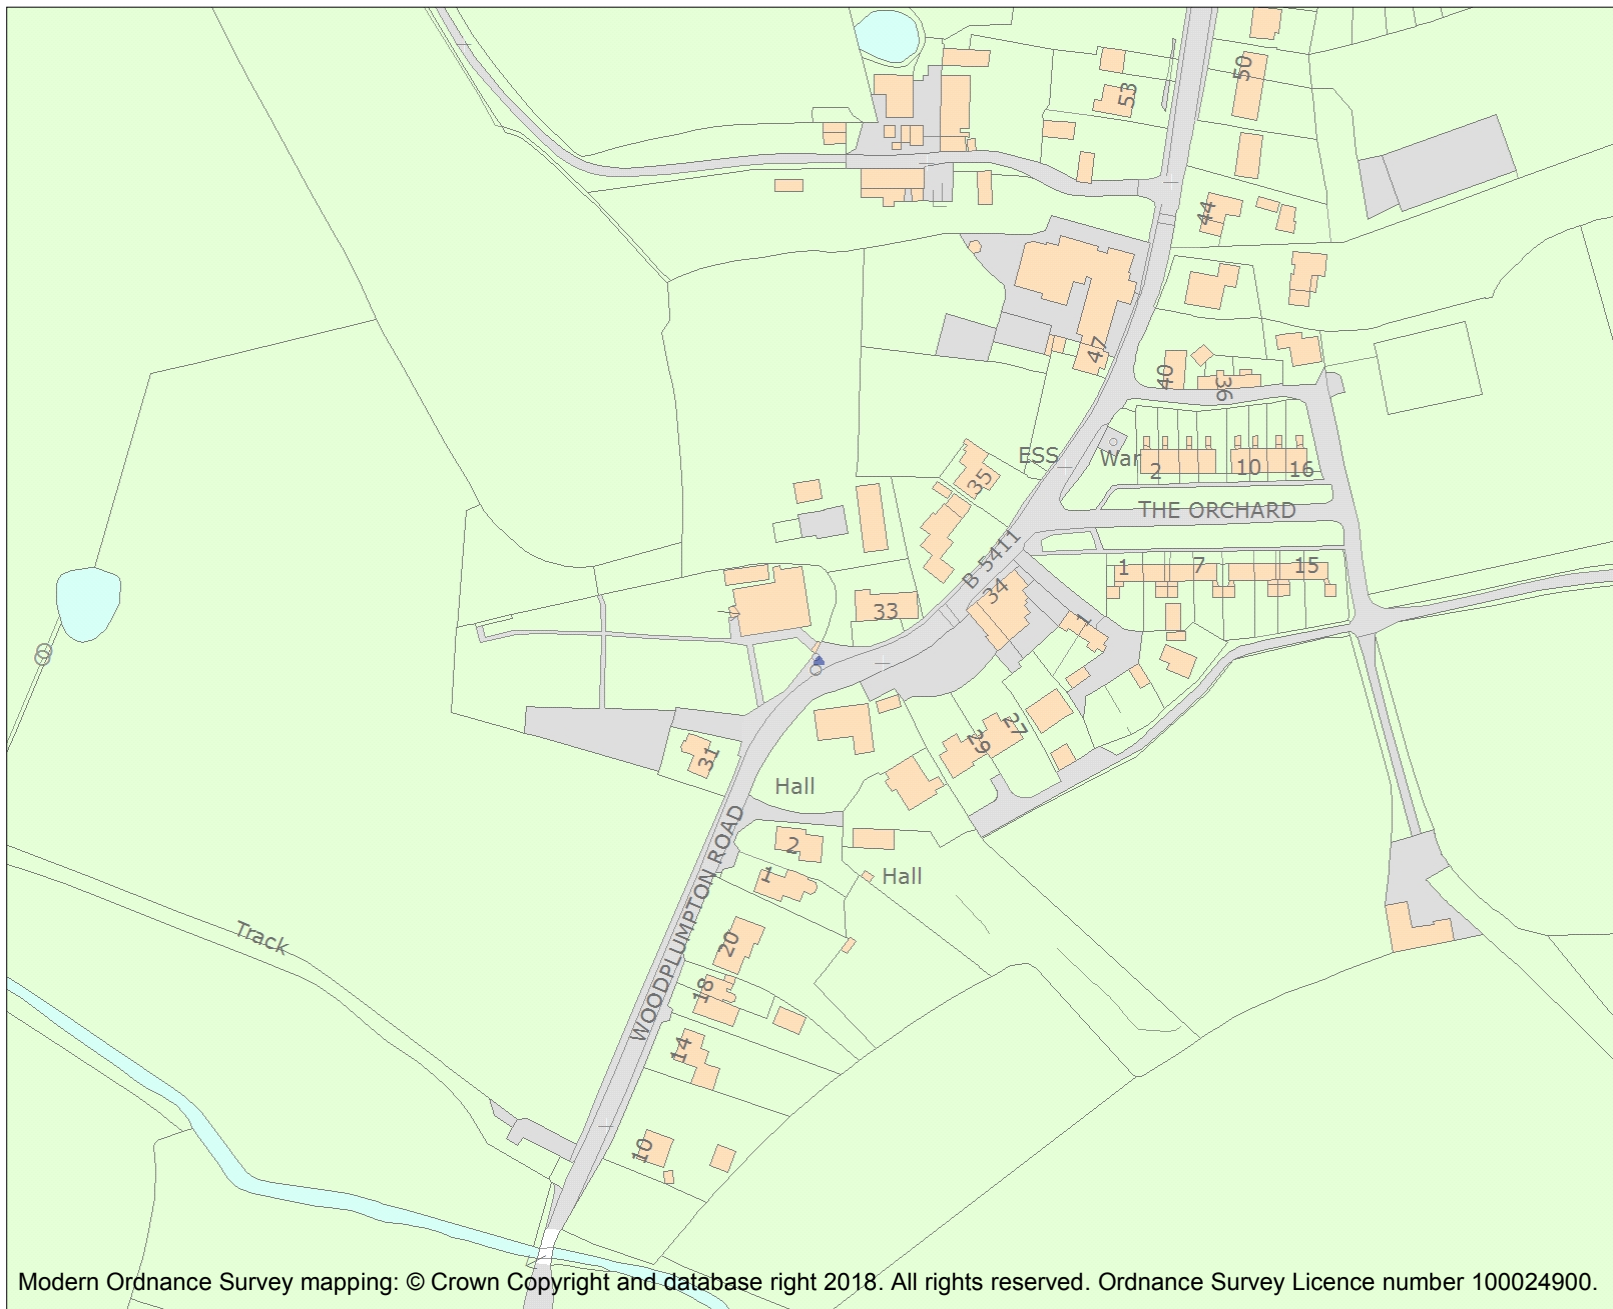 50
53
44
47
40
36
ESS
War
2
10
16
35
THE ORCHARD
B 5411
1
7
15
34
33
1
27
29
31
Hall
WOODPLUMPTON ROAD
2
Hall
1
20
Track
18
14
10
Modern Ordnance Survey mapping: © Crown Copyright and database right 2018. All rights reserved. Ordnance Survey Licence number 100024900.